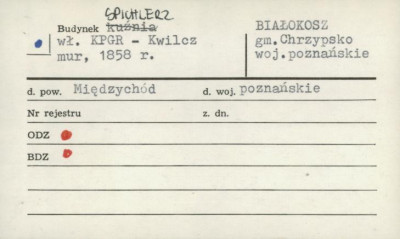 SPICHLERZ
Budynek kuźnia
wł. KPGR - Kwilcz
mur, 1858 r.
BIAŁOKOSZ
gm.Chrzypsko
woj.poznańskie
d. pow. Międzychód d. woj. poznańskie
Nr rejestru z. dn.
ODZ
BDZ